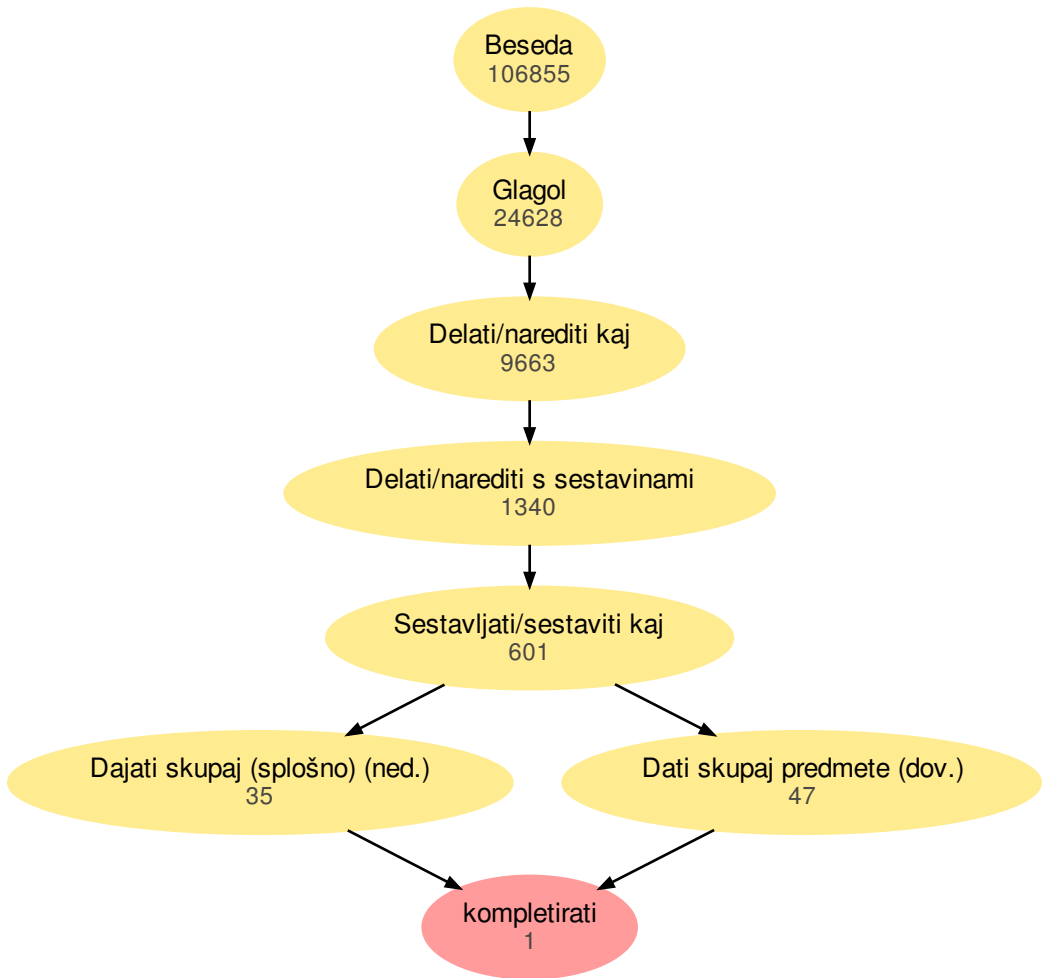 Beseda
106855
Glagol
24628
Delati/narediti kaj
9663
Delati/narediti s sestavinami
1340
Sestavljati/sestaviti kaj
601
Dajati skupaj (splošno) (ned.)
35
Dati skupaj predmete (dov.)
47
kompletirati
1